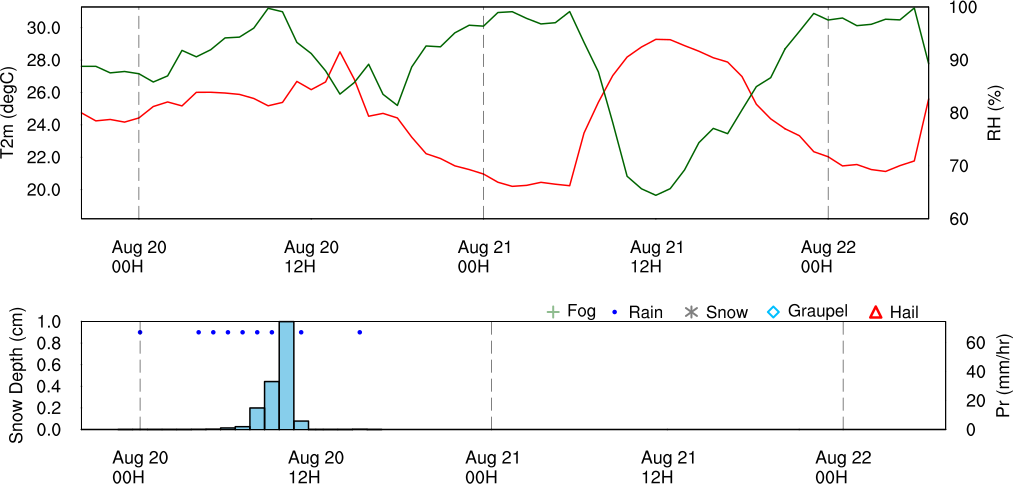 T2m (degC)
30.0
28.0
26.0
24.0
22.0
20.0
100
90
80
70
60
RH (%)
Aug 20 Aug 20 Aug 21 Aug 21 Aug 22
00H 12H 00H 12H 00H
Fog Rain Snow Graupel Hail
Snow Depth (cm)
1.0
0.8
0.6
0.4
0.2
0.0
60
40
20
0
Pr (mm/hr)
Aug 20 Aug 20 Aug 21 Aug 21 Aug 22
00H 12H 00H 12H 00H